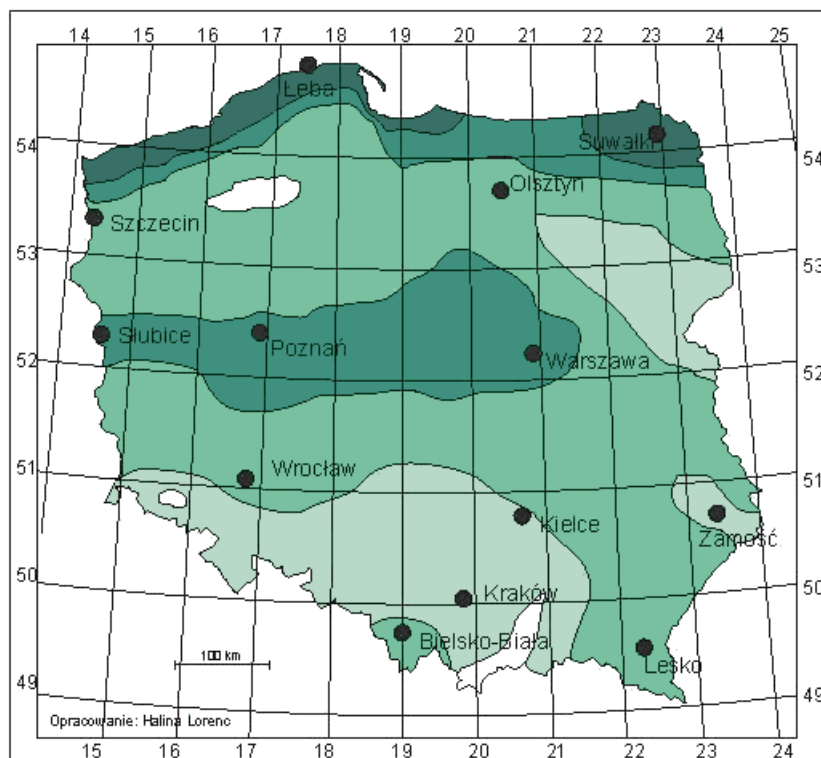 14 15 16 17 18 19 20 21 22 23 24 25
Łeba
54
Suwałki
54
Olsztyn
Szczecin
53
53
Słubice
Poznań
Warszawa
52
52
Wrocław
51
51
Kielce
Zamość
50
50
Kraków
Bielsko-Biała
Lesko
100 km
49
49
Opracowanie: Halina Lorenc
15 16 17 18 19 20 21 22 23 24